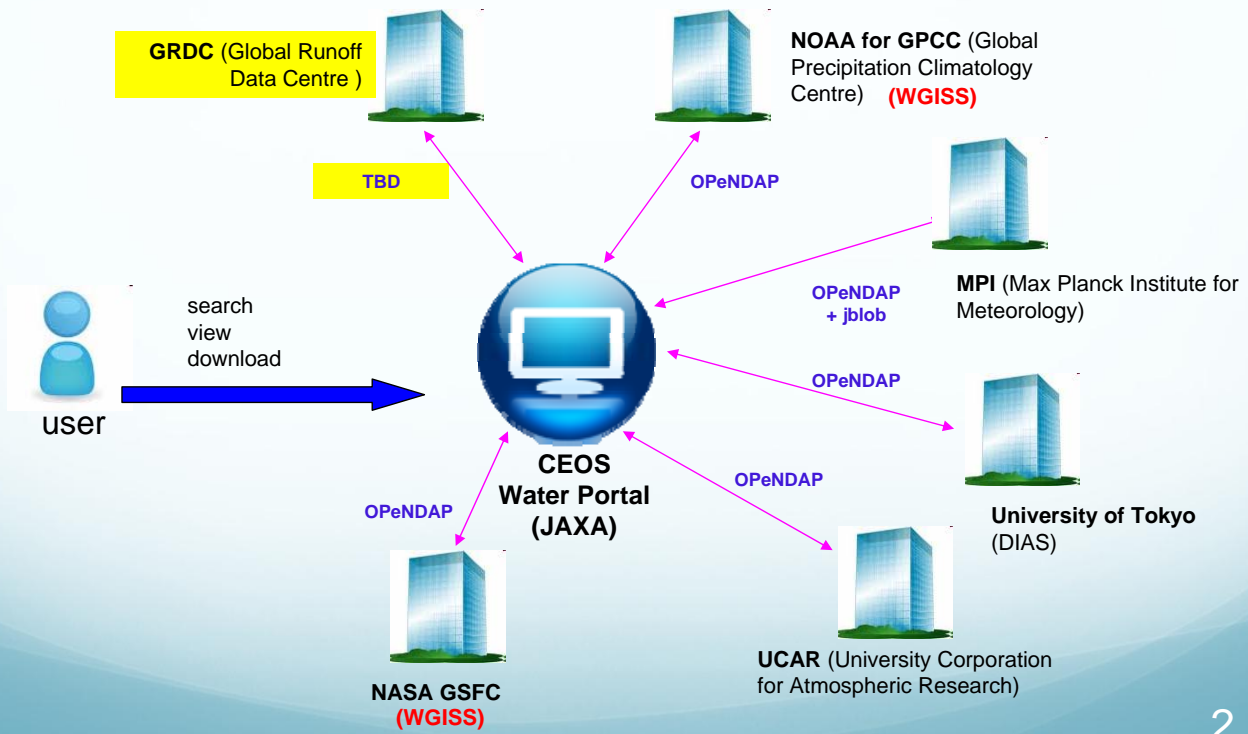 GRDC (Global Runoff
Data Centre )
NOAA for GPCC (Global
Precipitation Climatology
Centre) (WGISS)
TBD
OPeNDAP
MPI (Max Planck Institute for
Meteorology)
OPeNDAP
+ jblob
search
view
download
user
OPeNDAP
CEOS
Water Portal
(JAXA)
OPeNDAP
OPeNDAP
University of Tokyo
(DIAS)
UCAR (University Corporation
for Atmospheric Research)
NASA GSFC
(WGISS)
2